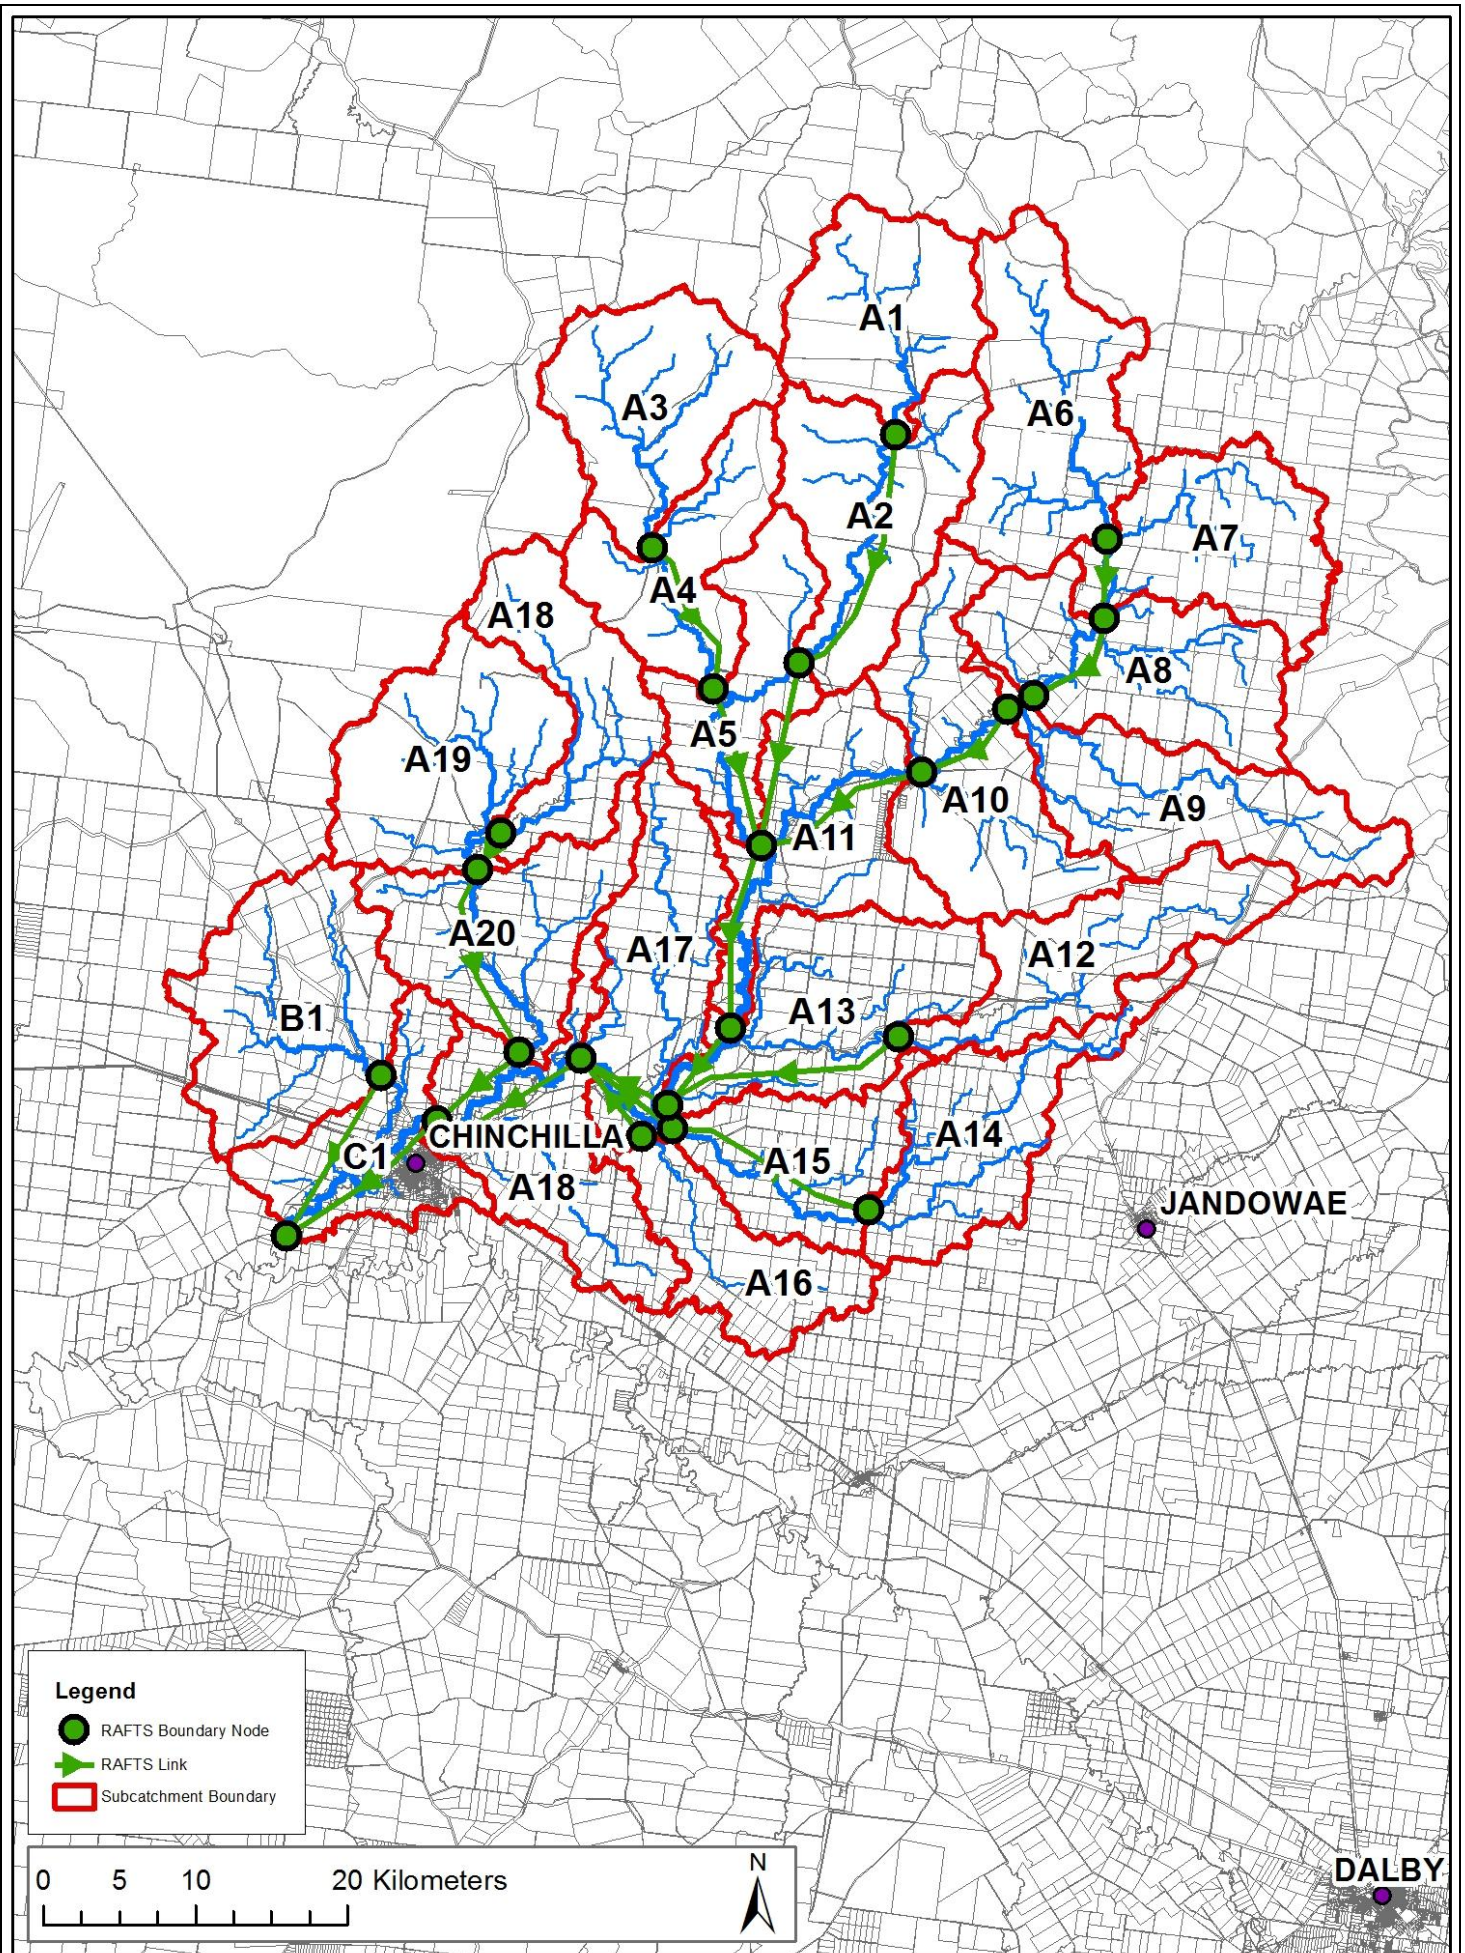 A1
A3
A6
A2
A7
A4
A18
A8
A5
A19
A10
A9
A11
A20
A17
A12
A13
B1
CHINCHILLA
A14
C1
A15
A18
JANDOWAE
A16
Legend
RAFTS Boundary Node
RAFTS Link
Subcatchment Boundary
0 5 10 20 Kilometers
N
DALBY